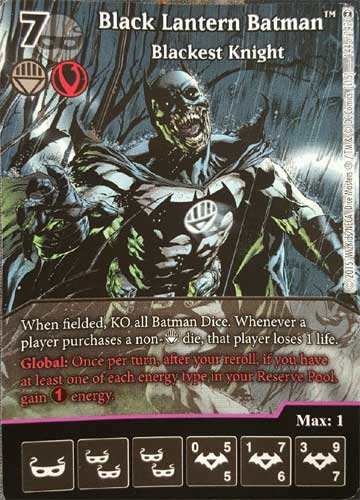 7
Black Lantern Batman™
Blackest Knight
When fielded, KO all Batman Dice. Whenever a
player purchases a non- die, that player loses 1 life.
Global: Once per turn, after your reroll, if you have
at least one of each energy type in your Reserve Pool,
gain 1 energy.
Max: 1
0 5 5
1 7 6
3 9 7